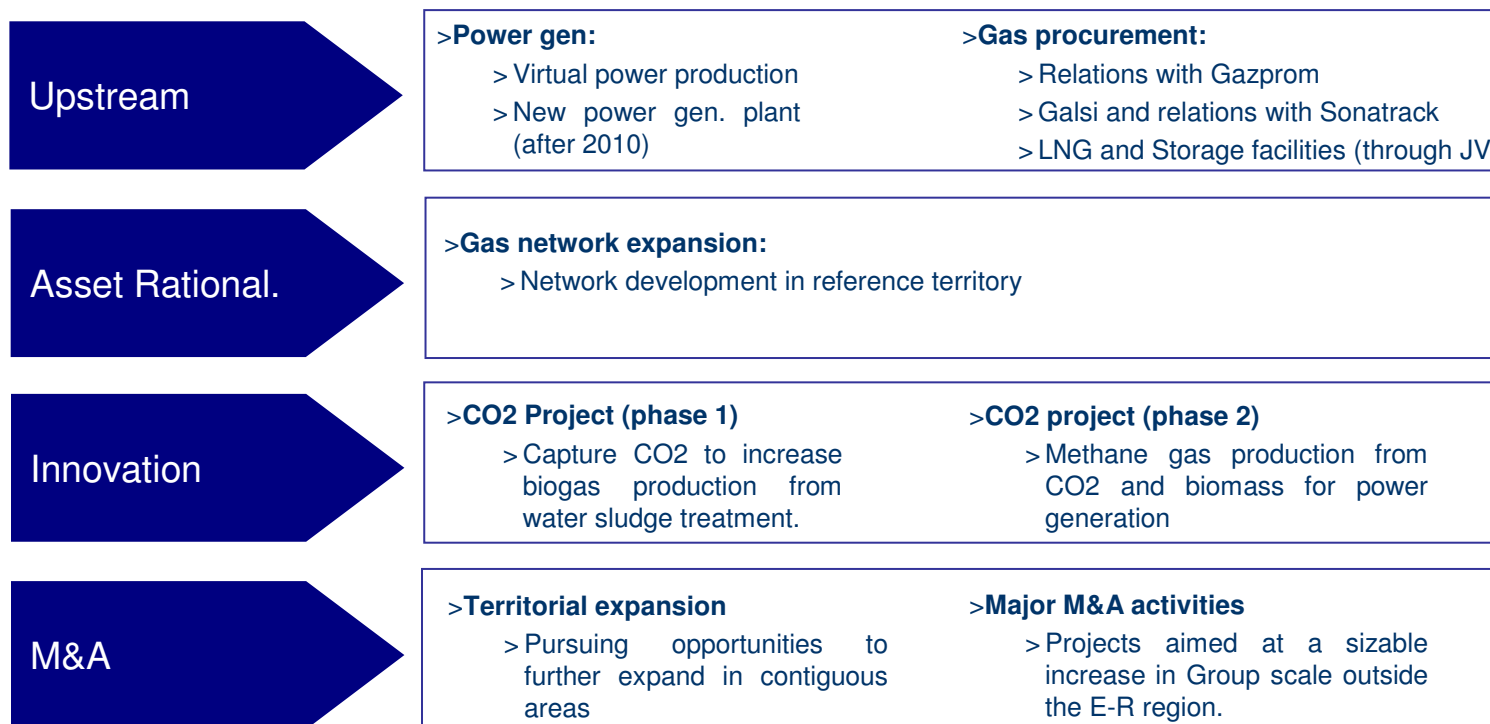 Upstream
>Power gen:
> Virtual power production
> New power gen. plant
(after 2010)
>Gas procurement:
> Relations with Gazprom
> Galsi and relations with Sonatrack
> LNG and Storage facilities (through JV
Asset Rational.
>Gas network expansion:
> Network development in reference territory
Innovation
>CO2 Project (phase 1)
> Capture CO2 to increase
biogas production from
water sludge treatment.
>CO2 project (phase 2)
> Methane gas production from
CO2 and biomass for power
generation
M&A
>Territorial expansion
> Pursuing opportunities to
further expand in contiguous
areas
>Major M&A activities
> Projects aimed at a sizable
increase in Group scale outside
the E-R region.